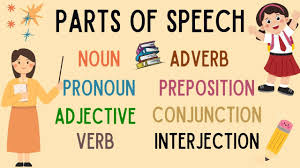 PARTS OF SPEECH
NOUN ADVERB
PRONOUN PREPOSITION
ADJECTIVE CONJUNCTION
VERB INTERJECTION